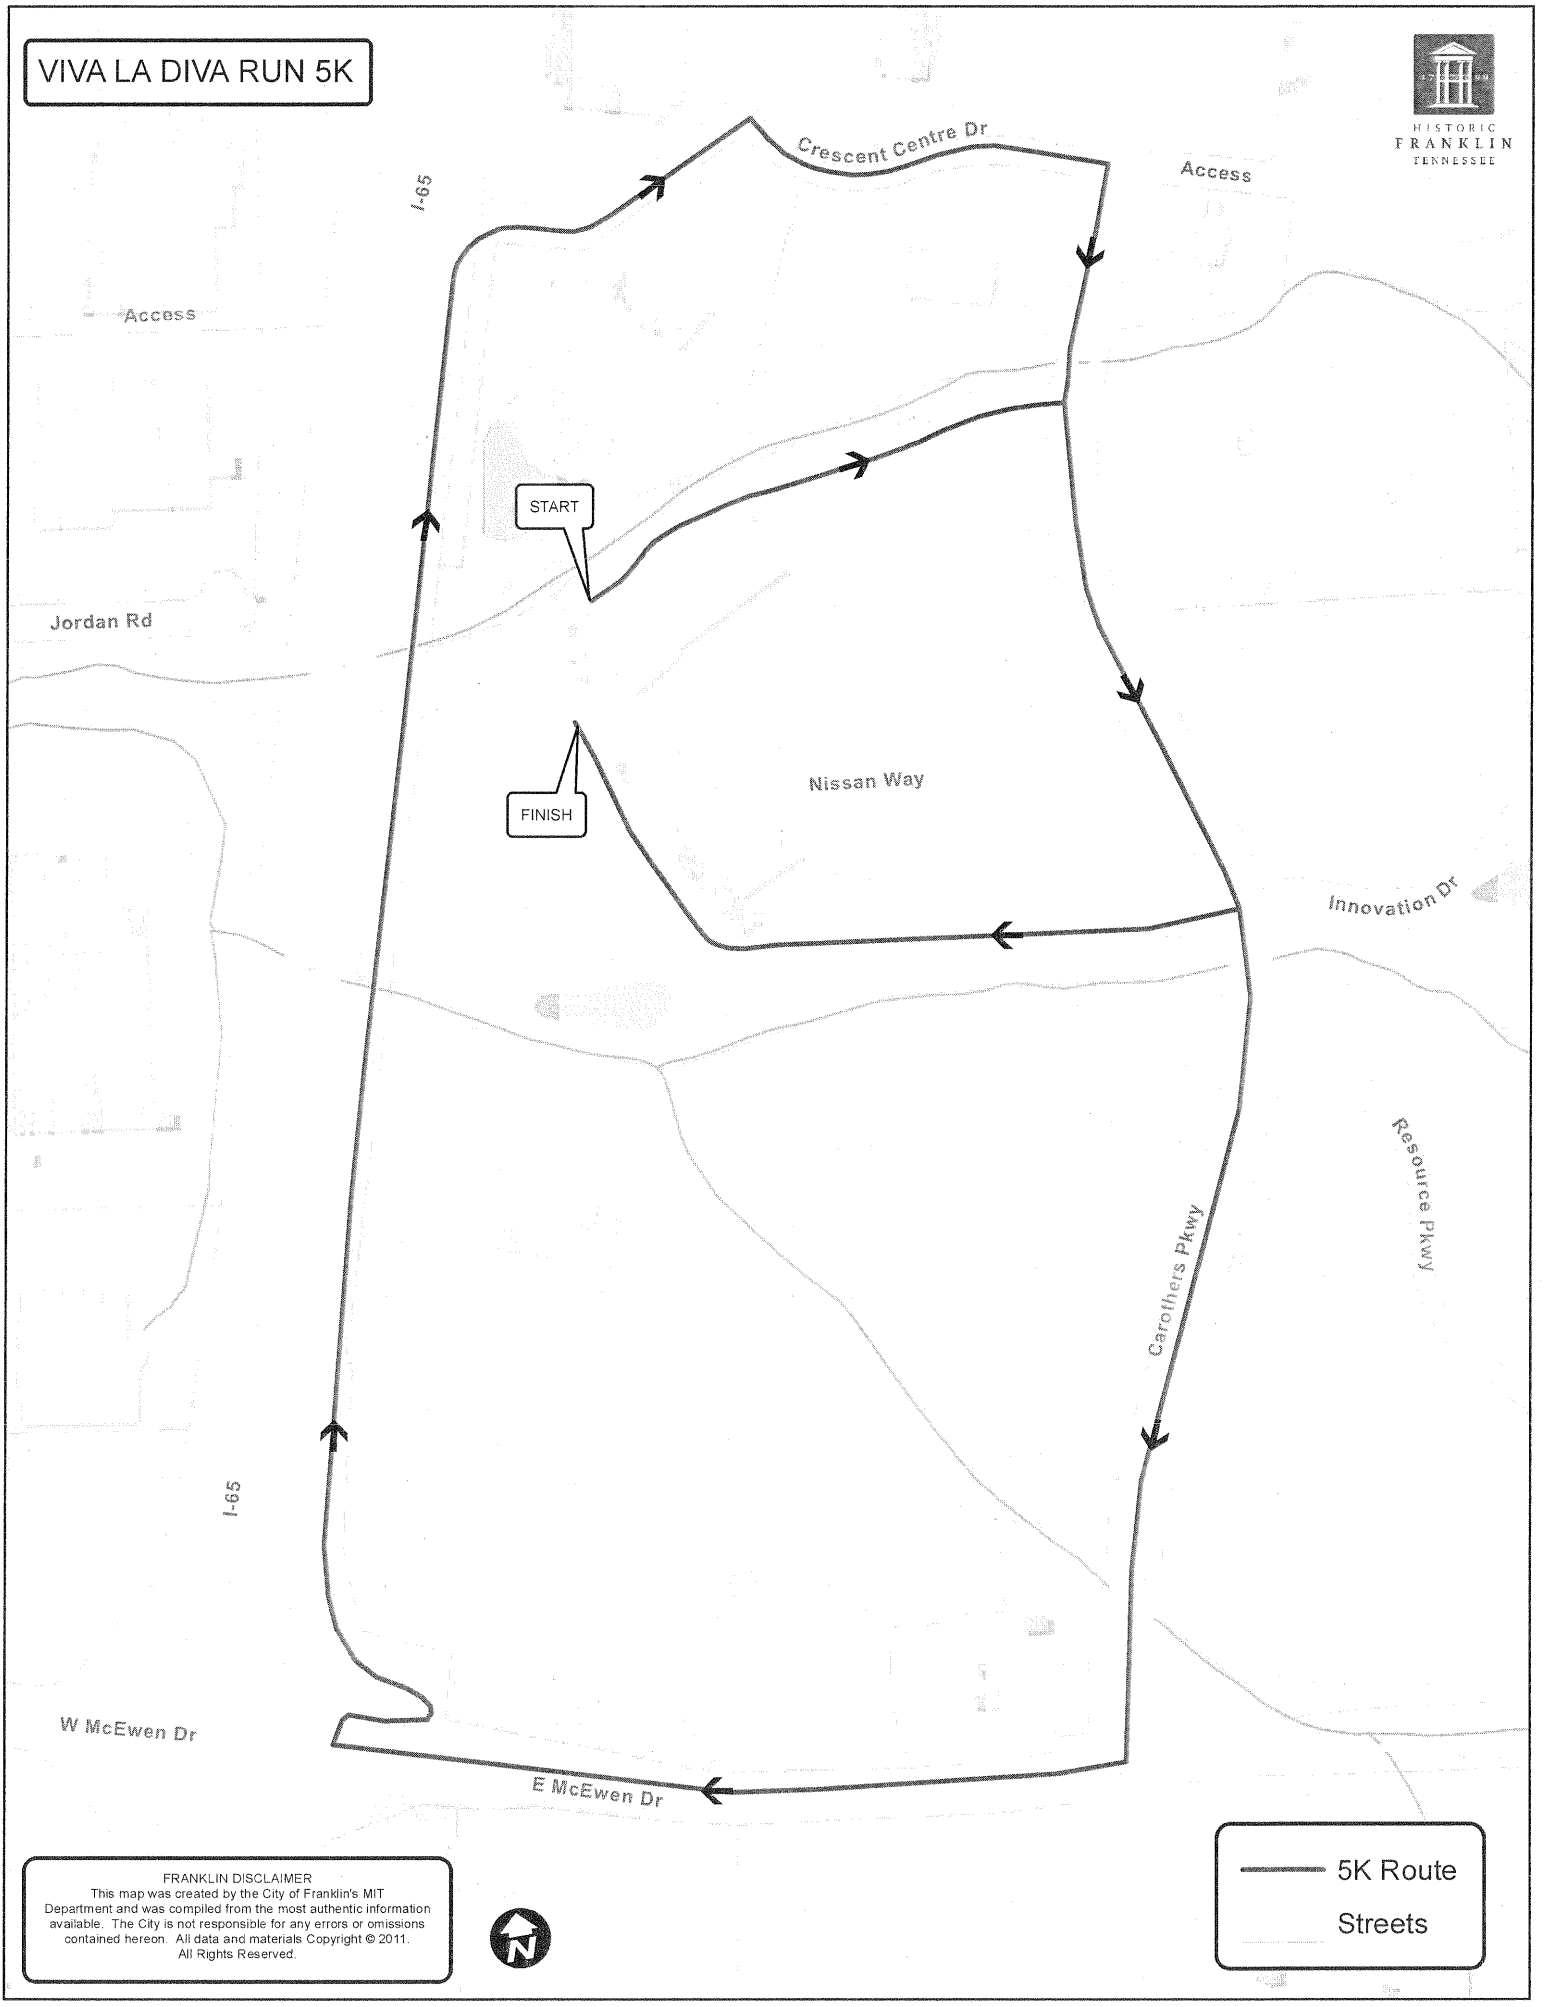 VIVA LA DIVA RUN 5K
HISTORIC
FRANKLIN
TENNESSEE
Crescent Centre Dr
Access
I-65
Access
START
Jordan Rd
Nissan Way
FINISH
Innovation Dr
Resource Pkwy
Carothers Pkwy
I-65
W McEwen Dr
E McEwen Dr
5K Route
Streets
FRANKLIN DISCLAIMER
This map was created by the City of Franklin's MIT
Department and was compiled from the most authentic information
available. The City is not responsible for any errors or omissions
contained hereon. All data and materials Copyright © 2011.
All Rights Reserved.
N